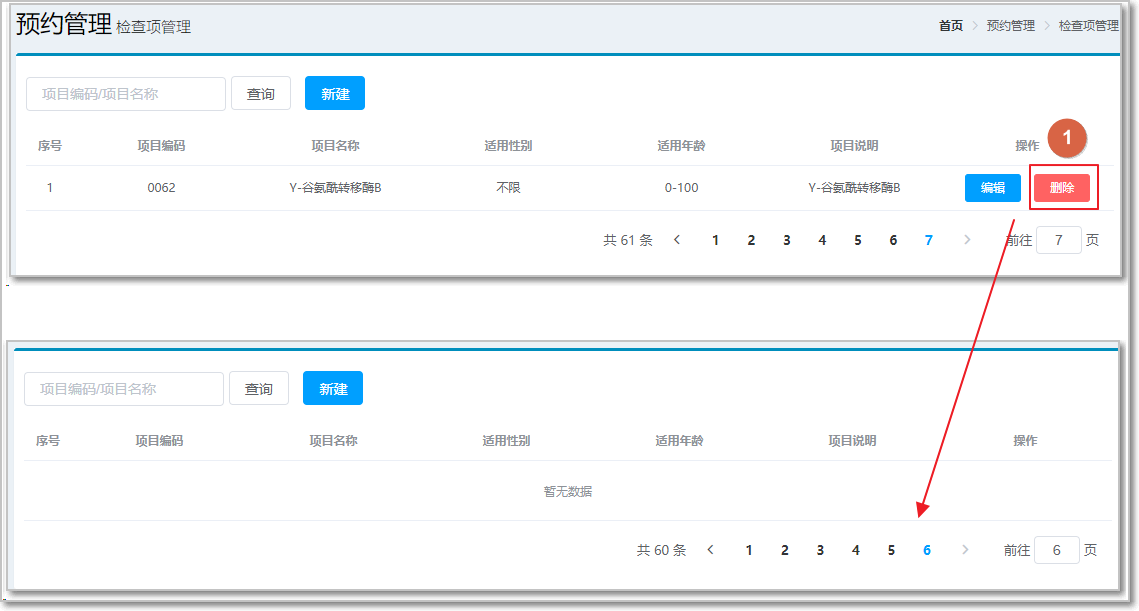 预约管理 检查项管理 首页 > 预约管理 > 检查项管理
项目编码/项目名称 查询 新建
序号 项目编码 项目名称 适用性别 适用年龄 项目说明 操作 1
1 0062 Y-谷氨酰转移酶B 不限 0-100 Y-谷氨酰转移酶B 编辑 删除
共 61 条 < 1 2 3 4 5 6 7 > 前往 7 页
项目编码/项目名称 查询 新建
序号 项目编码 项目名称 适用性别 适用年龄 项目说明 操作
暂无数据
共 60 条 < 1 2 3 4 5 6 > 前往 6 页